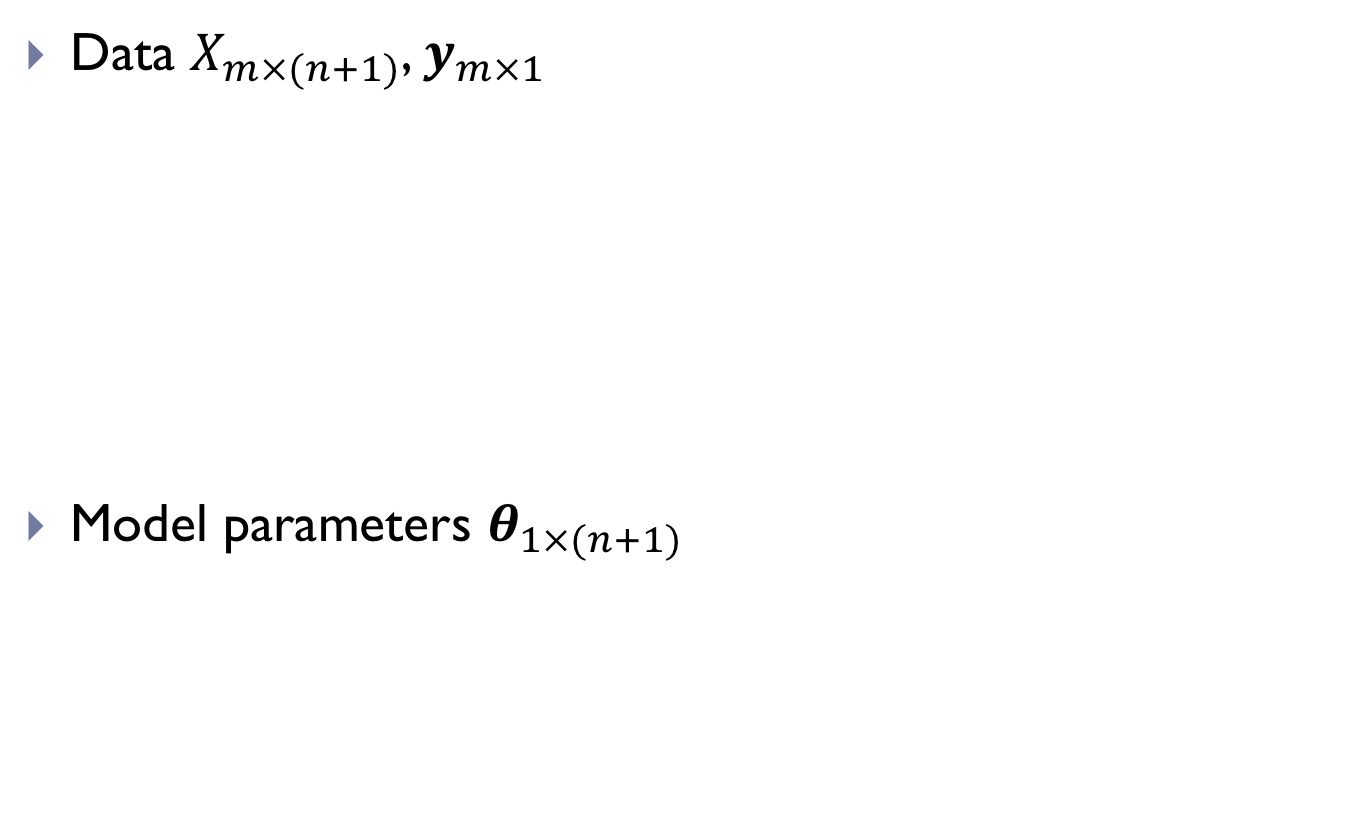 Data X_{m×(n+1)}, y_{m×1}
Model parameters θ_{1×(n+1)}